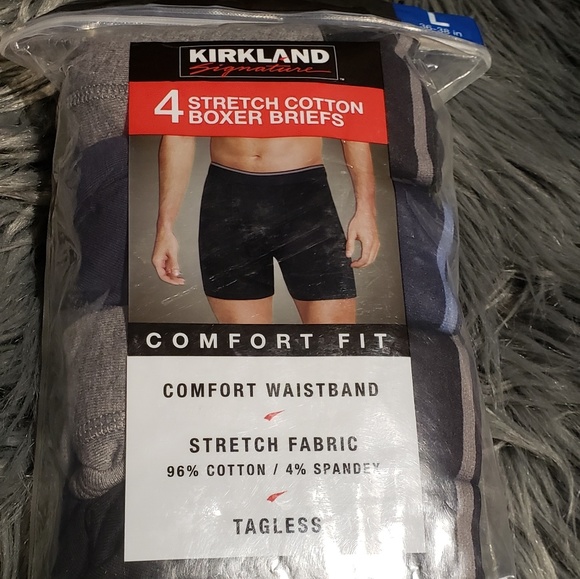 L
36-38 in
KIRKLAND
Signature
™
4 STRETCH COTTON
BOXER BRIEFS
COMFORT FIT
COMFORT WAISTBAND
STRETCH FABRIC
96% COTTON / 4% SPANDEX
TAGLESS